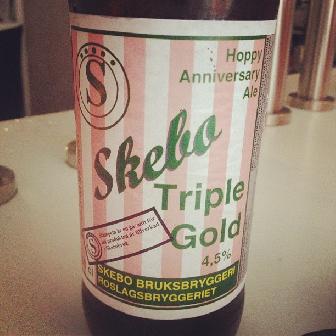 S
Hoppy
Anniversary
Ale
Skebo
Triple
Gold
4,5%
S
SKEBO BRUKSBRYGGERI
ROSLAGSBRYGGERIET